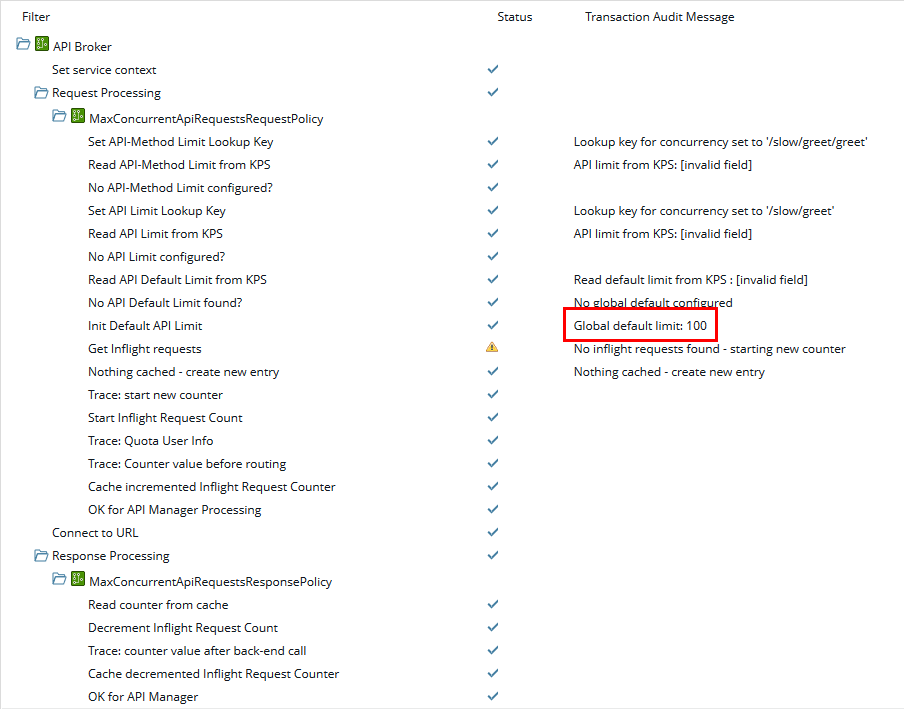 Filter Status Transaction Audit Message
API Broker
Set service context
Request Processing
MaxConcurrentApiRequestsRequestPolicy
Set API-Method Limit Lookup Key Lookup key for concurrency set to '/slow/greet/greet'
Read API-Method Limit from KPS API limit from KPS: [invalid field]
No API-Method Limit configured?
Set API Limit Lookup Key Lookup key for concurrency set to '/slow/greet'
Read API Limit from KPS API limit from KPS: [invalid field]
No API Limit configured?
Read API Default Limit from KPS Read default limit from KPS : [invalid field]
No API Default Limit found? No global default configured
Init Default API Limit Global default limit: 100
Get Inflight requests No inflight requests found - starting new counter
Nothing cached - create new entry Nothing cached - create new entry
Trace: start new counter
Start Inflight Request Count
Trace: Quota User Info
Trace: Counter value before routing
Cache incremented Inflight Request Counter
OK for API Manager Processing
Connect to URL
Response Processing
MaxConcurrentApiRequestsResponsePolicy
Read counter from cache
Decrement Inflight Request Count
Trace: counter value after back-end call
Cache decremented Inflight Request Counter
OK for API Manager